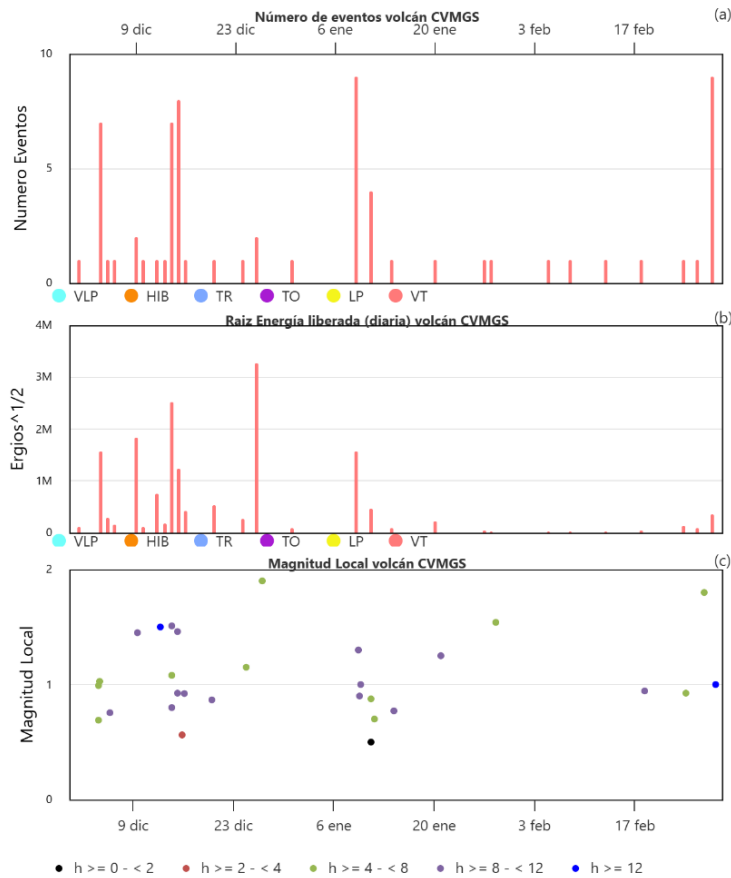 Número de eventos volcán CVMGS
(a)
9 dic 23 dic 6 ene 20 ene 3 feb 17 feb
10
5
0
Numero Eventos
VLP HIB TR TO LP VT
Raiz Energía liberada (diaria) volcán CVMGS
(b)
4M
3M
2M
1M
0
Ergios^1/2
VLP HIB TR TO LP VT
Magnitud Local volcán CVMGS
(c)
2
1
0
Magnitud Local
9 dic 23 dic 6 ene 20 ene 3 feb 17 feb
h >= 0 - < 2 h >= 2 - < 4 h >= 4 - < 8 h >= 8 - < 12 h >= 12